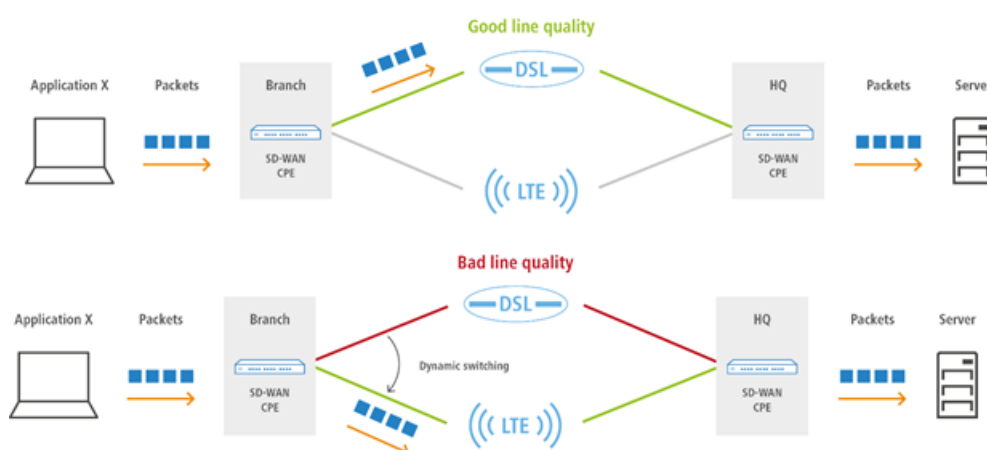 Good line quality
DSL
Application X
Packets
Branch
HQ
Packets
Server
SD-WAN
CPE
SD-WAN
CPE
LTE
Bad line quality
DSL
Application X
Packets
Branch
HQ
Packets
Server
Dynamic switching
SD-WAN
CPE
SD-WAN
CPE
LTE